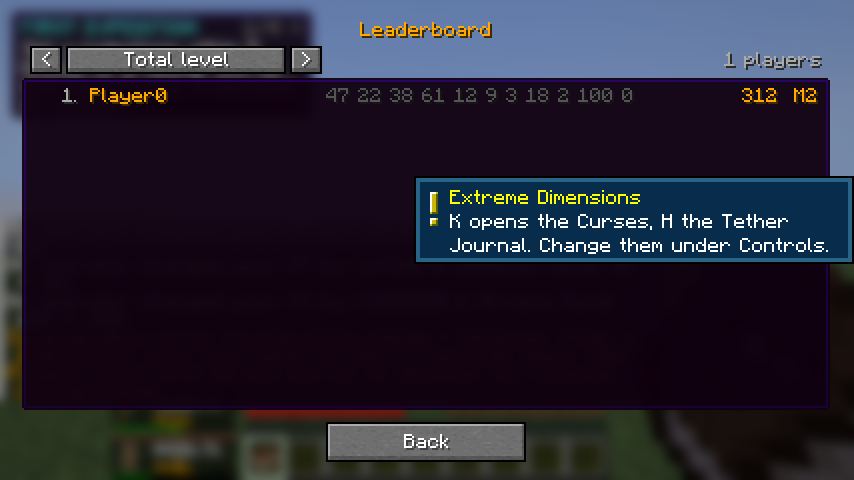 Leaderboard
< Total level >
1 players
1. Player0 47 22 38 61 12 9 3 18 2 100 0 312 M2
Extreme Dimensions
K opens the Curses, H the Tether
Journal. Change them under Controls.
Back